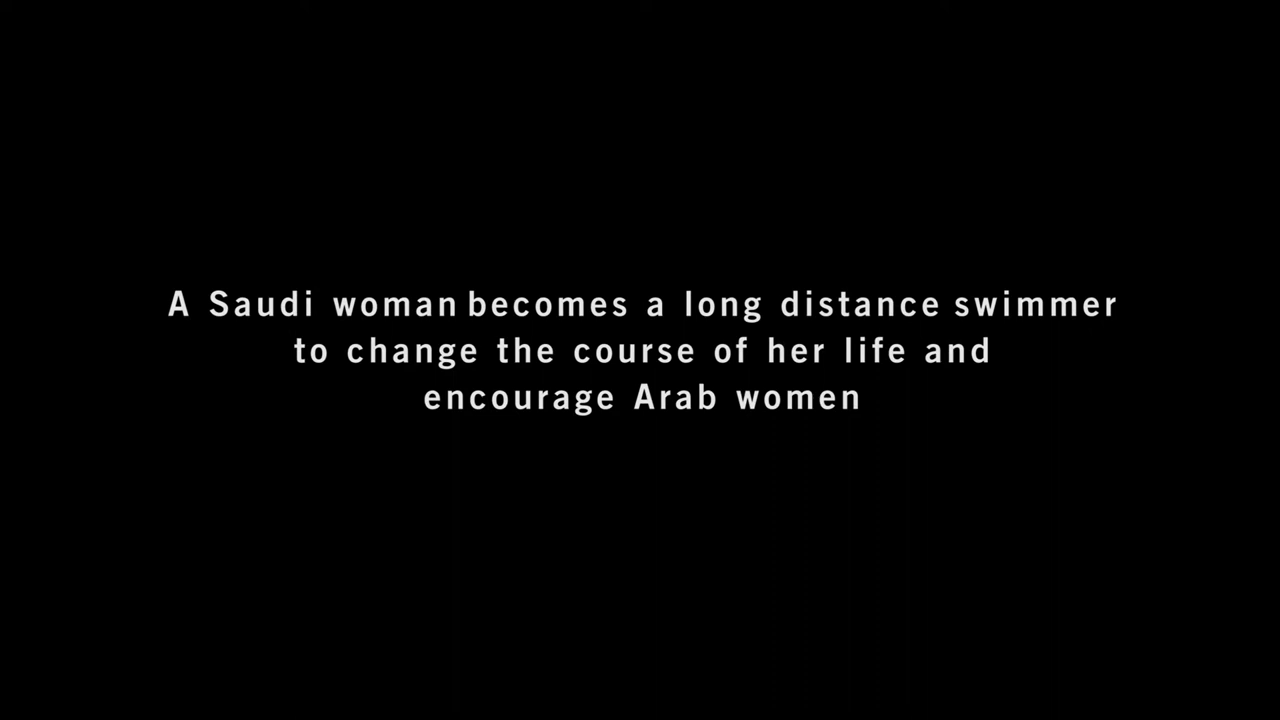 A Saudi woman becomes a long distance swimmer
to change the course of her life and
encourage Arab women